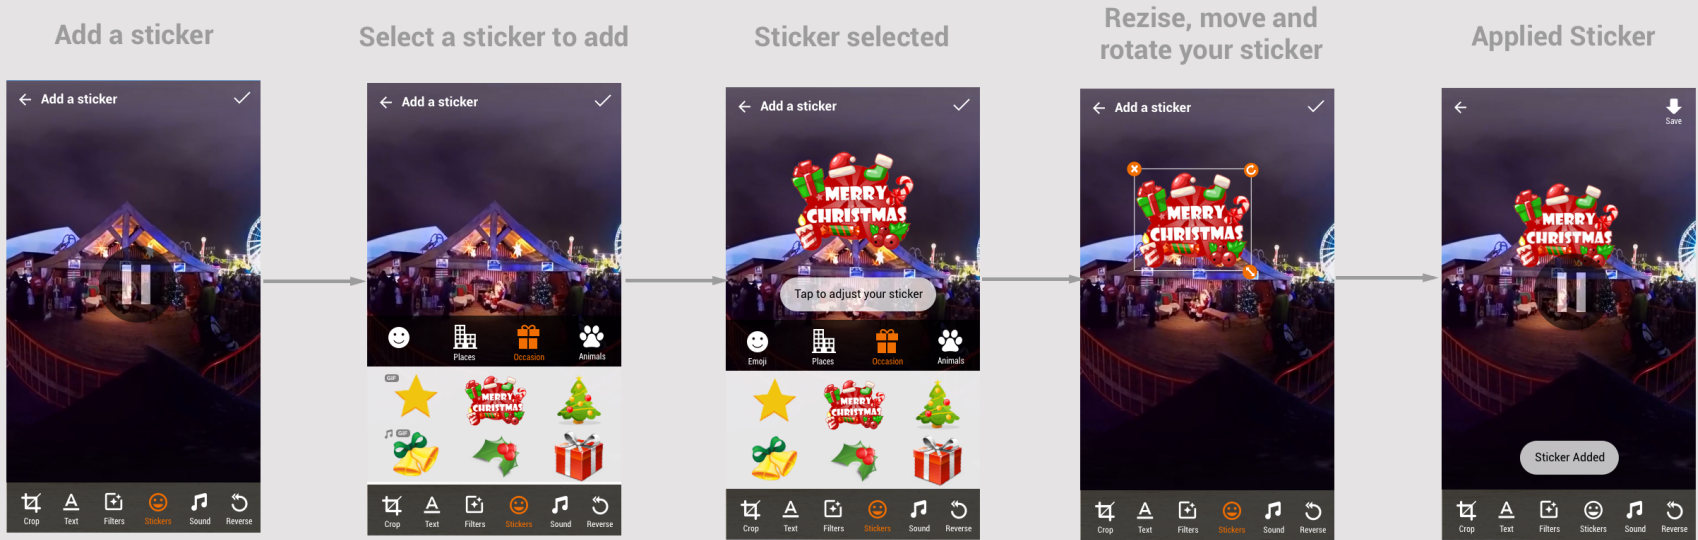 Add a sticker
Select a sticker to add
Sticker selected
Rezise, move and
rotate your sticker
Applied Sticker
Add a sticker
Crop Text Filters Stickers Sound Reverse
Add a sticker
Places Occasion Animals
GIF
MERRY
CHRISTMAS
GIF
Crop Text Filters Stickers Sound Reverse
Add a sticker
MERRY
CHRISTMAS
Tap to adjust your sticker
Emoji Places Occasion Animals
MERRY
CHRISTMAS
Crop Text Filters Stickers Sound Reverse
Add a sticker
MERRY
CHRISTMAS
Crop Text Filters Stickers Sound Reverse
Save
MERRY
CHRISTMAS
Sticker Added
Crop Text Filters Stickers Sound Reverse